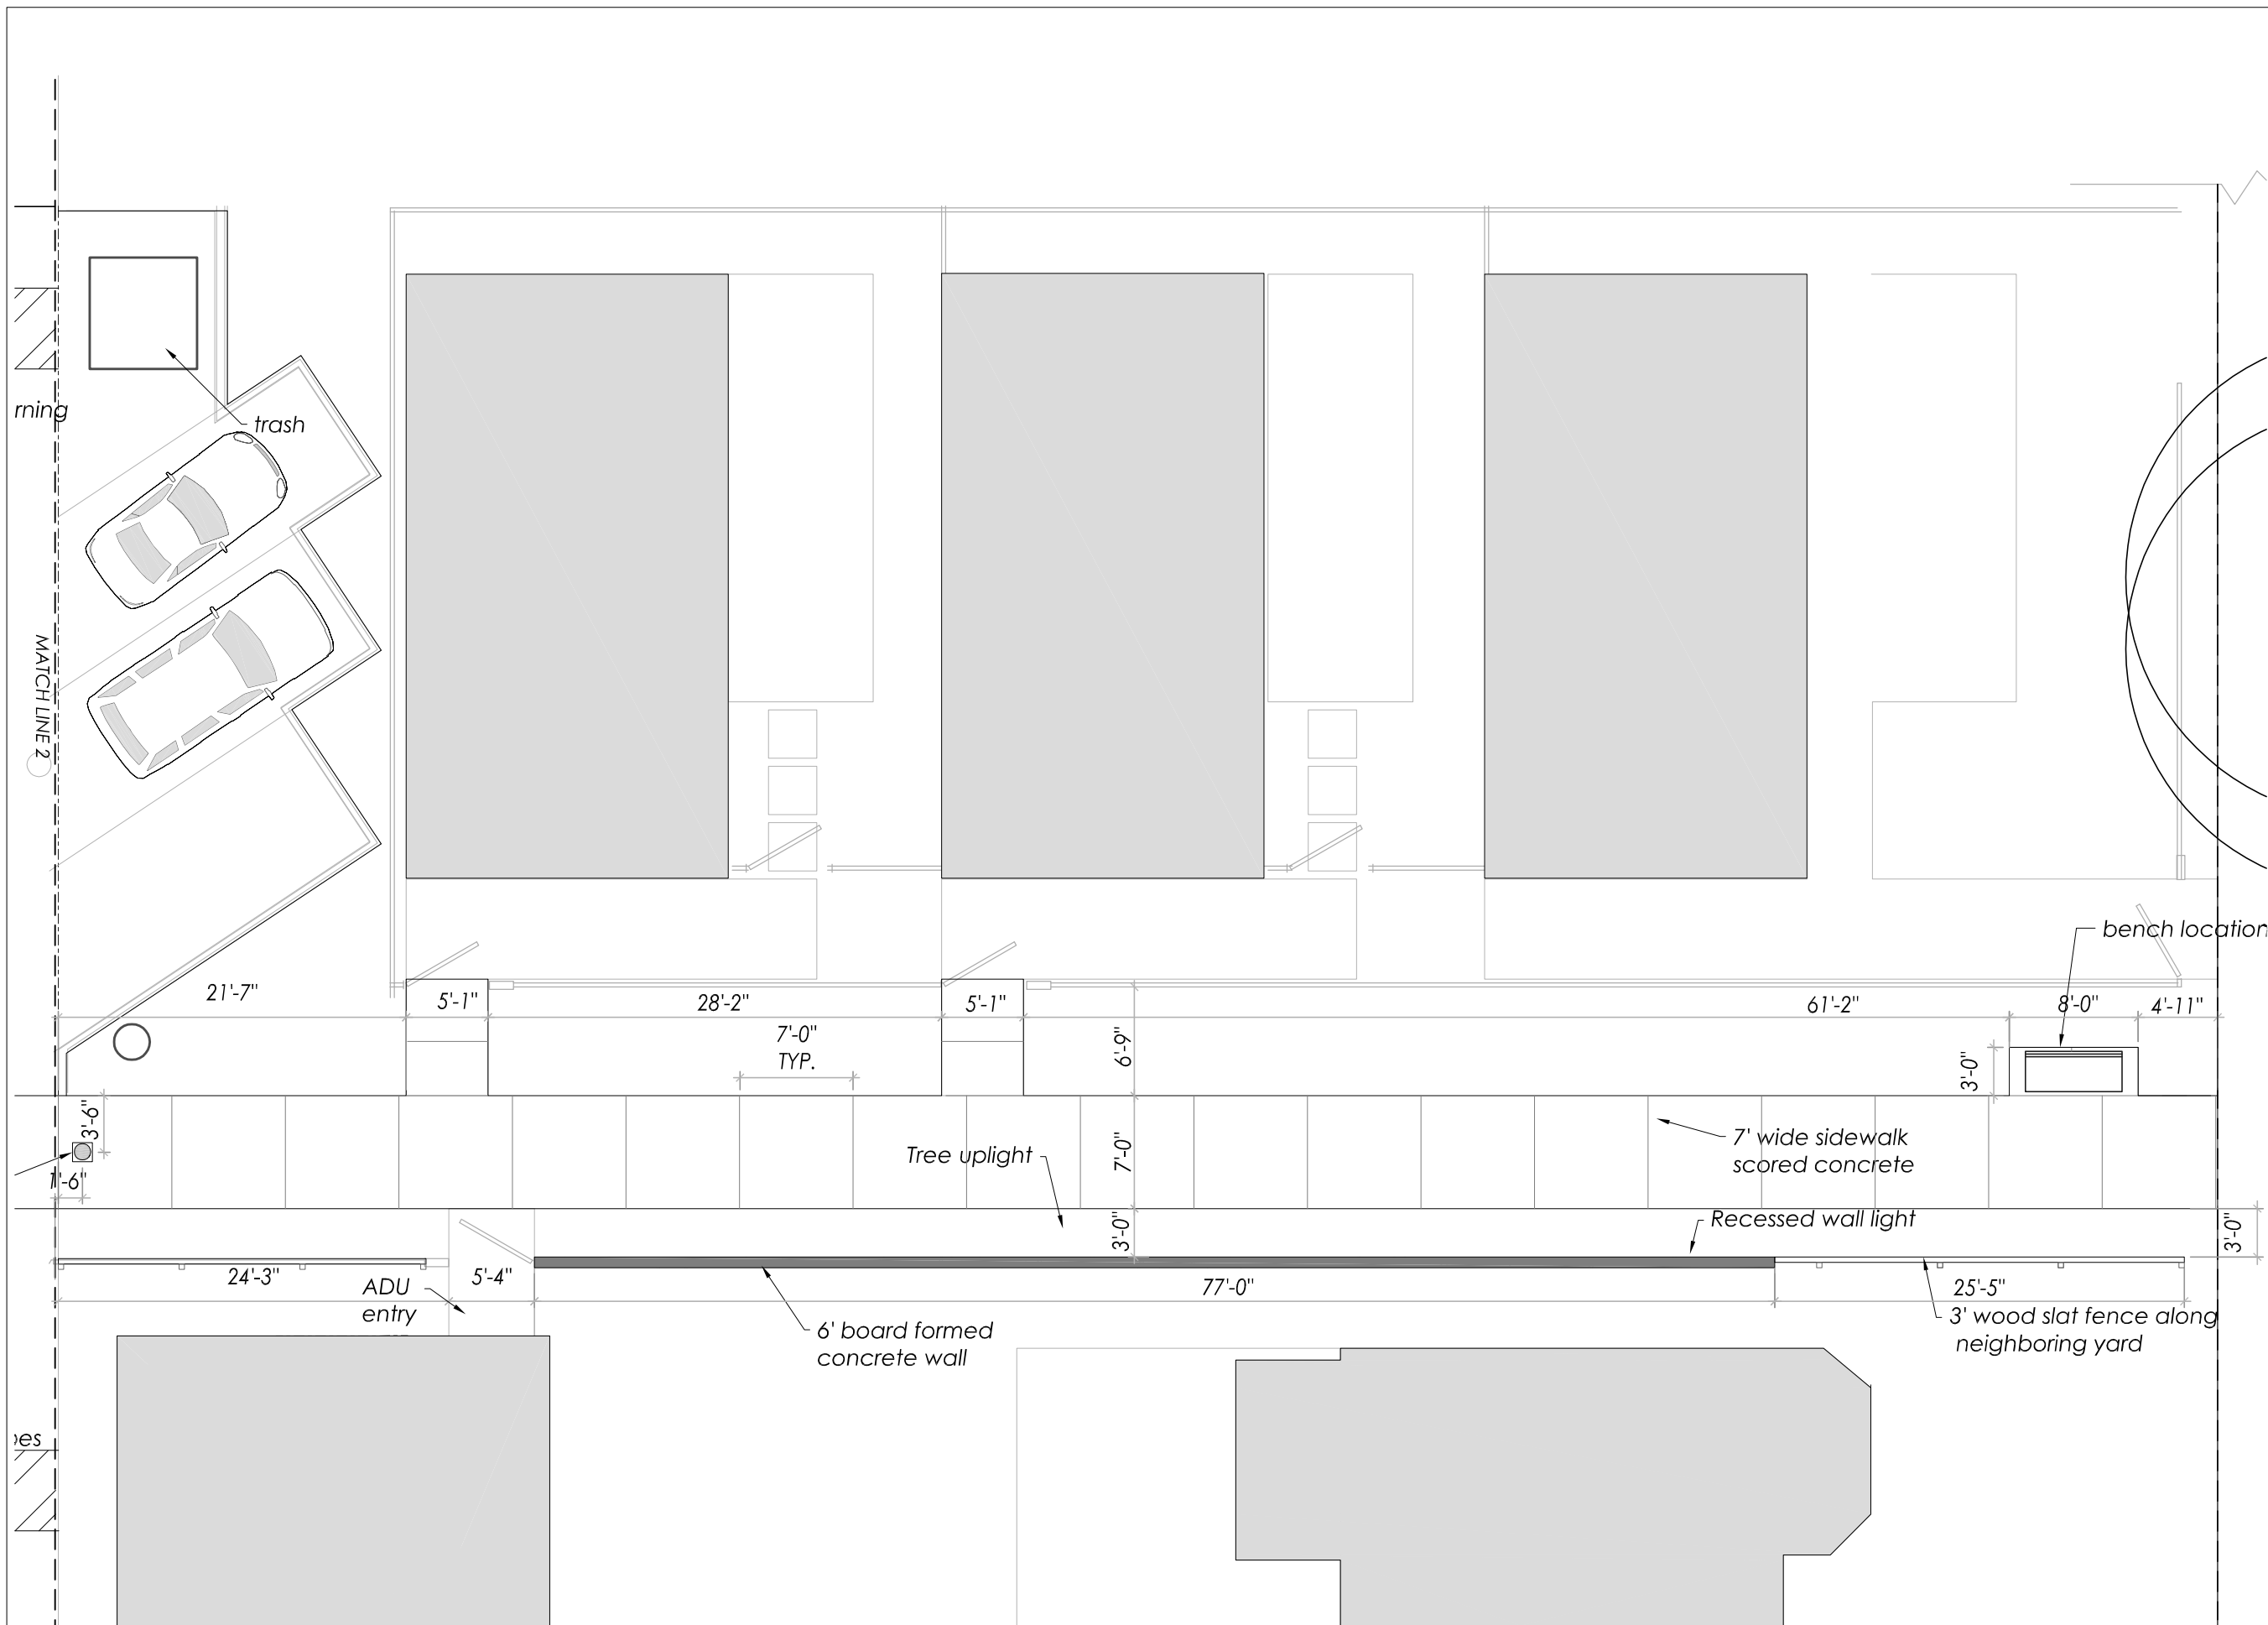 rning
trash
MATCH LINE 2
bench location
21'-7"
5'-1"
28'-2"
5'-1"
61'-2"
8'-0"
4'-11"
7'-0"
TYP.
6'-9"
3'-0"
3'-6"
1'-6"
Tree uplight
7'-0"
7' wide sidewalk
scored concrete
3'-0"
Recessed wall light
3'-0"
24'-3"
5'-4"
77'-0"
25'-5"
ADU
entry
6' board formed
concrete wall
3' wood slat fence along
neighboring yard
es